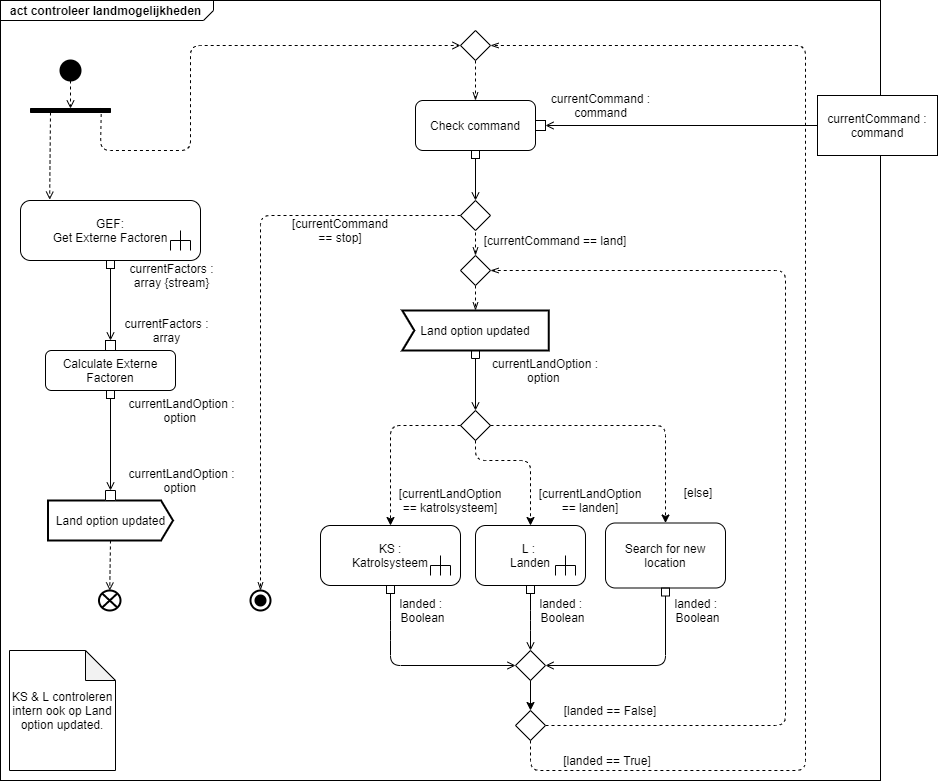 act controleer landmogelijkheden
currentCommand :
command
currentCommand :
command
Check command
GEF:
Get Externe Factoren
[currentCommand
== stop]
[currentCommand == land]
currentFactors :
array {stream}
currentFactors :
array
Land option updated
Calculate Externe
Factoren
currentLandOption :
option
currentLandOption :
option
currentLandOption :
option
Land option updated
[currentLandOption
== katrolsysteem]
[currentLandOption
== landen]
[else]
KS :
Katrolsysteem
L :
Landen
Search for new
location
landed :
Boolean
landed :
Boolean
landed :
Boolean
KS & L controleren
intern ook op Land
option updated.
[landed == False]
[landed == True]